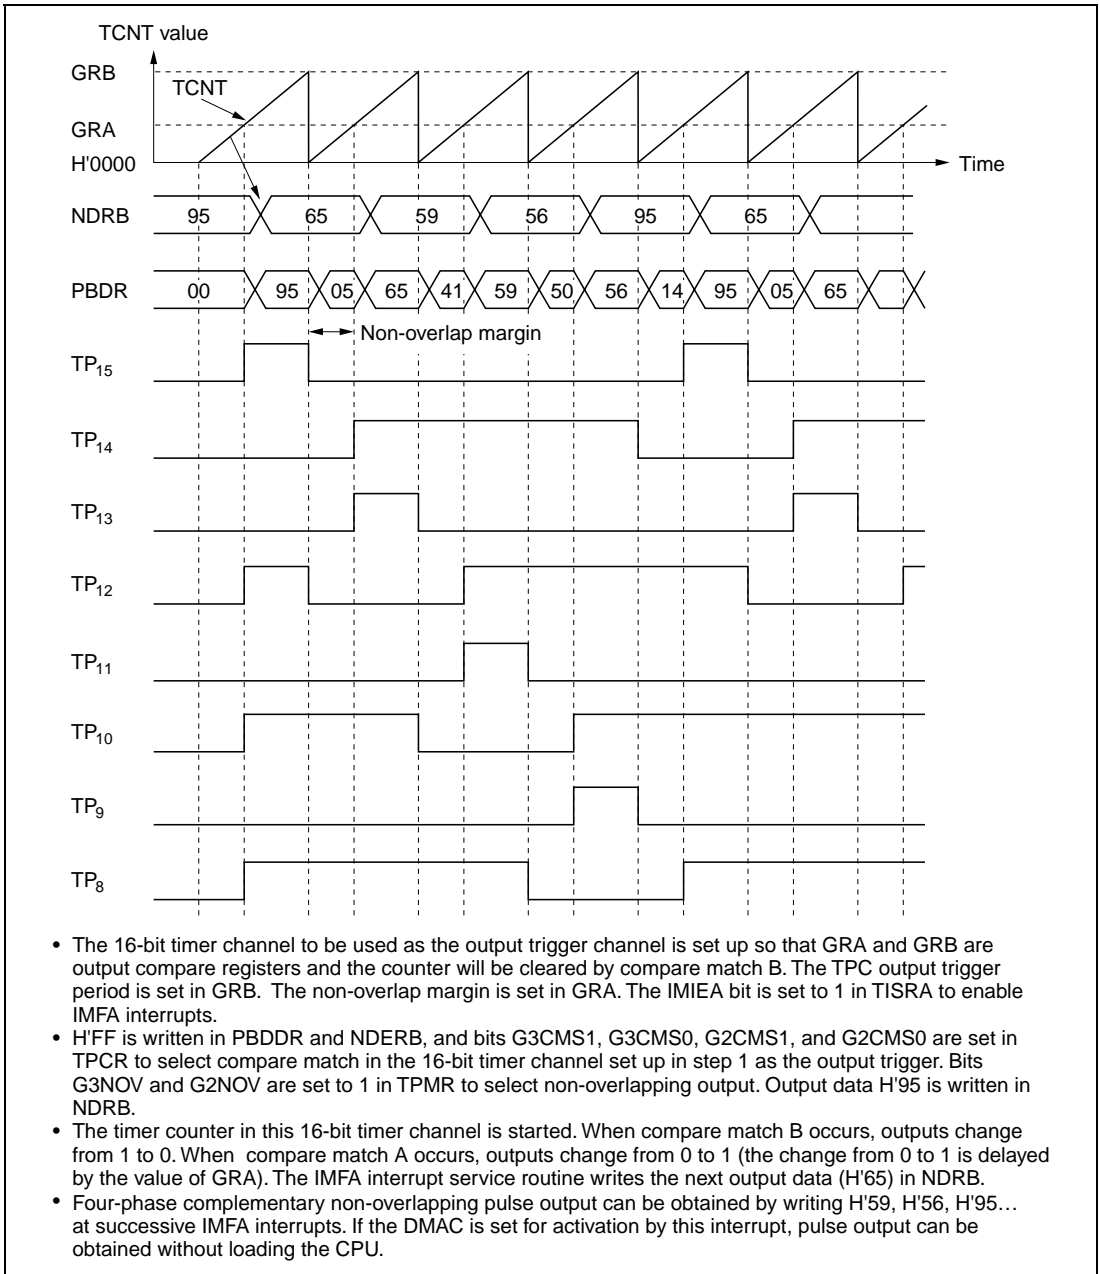 TCNT value
GRB
TCNT
GRA
H'0000
Time
NDRB 95 65 59 56 95 65
PBDR 00 95 05 65 41 59 50 56 14 95 05 65
Non-overlap margin
TP15
TP14
TP13
TP12
TP11
TP10
TP9
TP8
• The 16-bit timer channel to be used as the output trigger channel is set up so that GRA and GRB are
output compare registers and the counter will be cleared by compare match B. The TPC output trigger
period is set in GRB. The non-overlap margin is set in GRA. The IMIEA bit is set to 1 in TISRA to enable
IMFA interrupts.
• H'FF is written in PBDDR and NDERB, and bits G3CMS1, G3CMS0, G2CMS1, and G2CMS0 are set in
TPCR to select compare match in the 16-bit timer channel set up in step 1 as the output trigger. Bits
G3NOV and G2NOV are set to 1 in TPMR to select non-overlapping output. Output data H'95 is written in
NDRB.
• The timer counter in this 16-bit timer channel is started. When compare match B occurs, outputs change
from 1 to 0. When compare match A occurs, outputs change from 0 to 1 (the change from 0 to 1 is delayed
by the value of GRA). The IMFA interrupt service routine writes the next output data (H'65) in NDRB.
• Four-phase complementary non-overlapping pulse output can be obtained by writing H'59, H'56, H'95…
at successive IMFA interrupts. If the DMAC is set for activation by this interrupt, pulse output can be
obtained without loading the CPU.